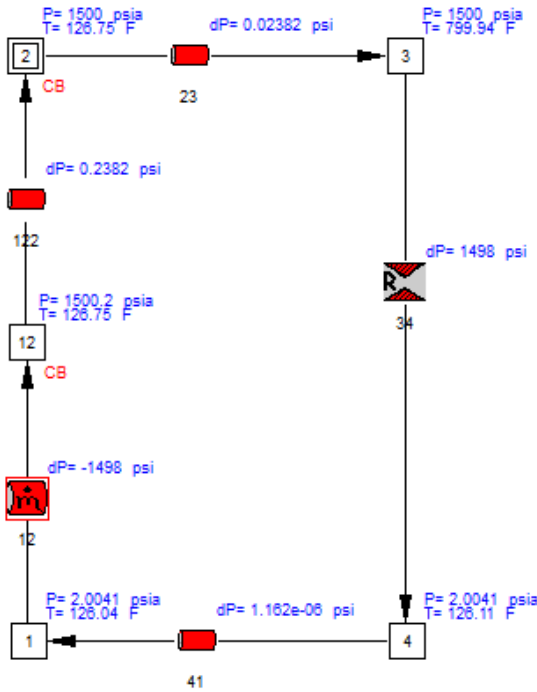 P= 1500 psia
T= 126.75 F
dP= 0.02382 psi
P= 1500 psia
T= 799.94 F
2
3
CB
23
dP= 0.2382 psi
122
dP= 1498 psi
R
34
P= 1500.2 psia
T= 126.75 F
12
CB
dP= -1498 psi
ṁ
12
P= 2.0041 psia
T= 126.04 F
dP= 1.162e-06 psi
P= 2.0041 psia
T= 126.11 F
1
4
41